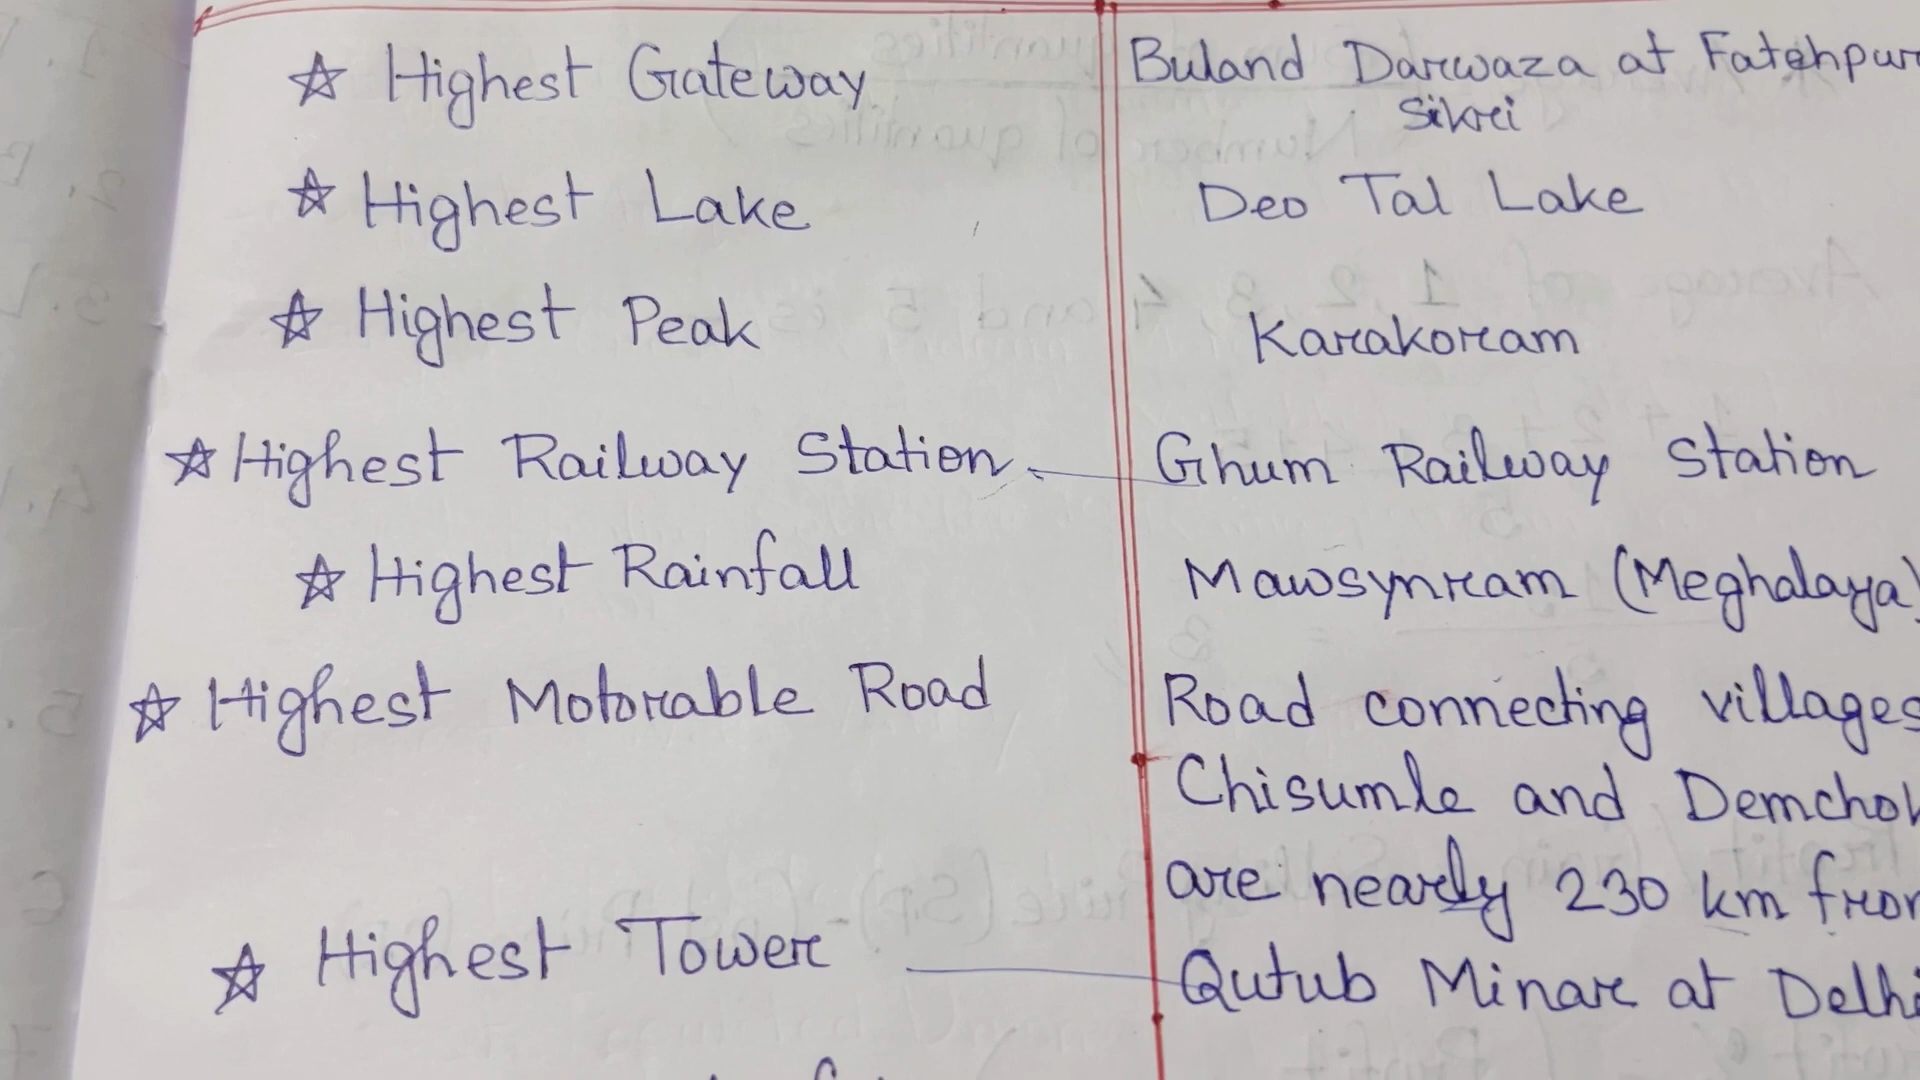 ☆ Highest Gateway Buland Darwaza at Fatehpur
Sikri
☆ Highest Lake Deo Tal Lake
☆ Highest Peak Karakoram
☆ Highest Railway Station Ghum Railway Station
☆ Highest Rainfall Mawsynram (Meghalaya)
☆ Highest Motorable Road Road connecting villages
Chisumle and Demchok
are nearly 230 km from
☆ Highest Tower Qutub Minar at Delhi